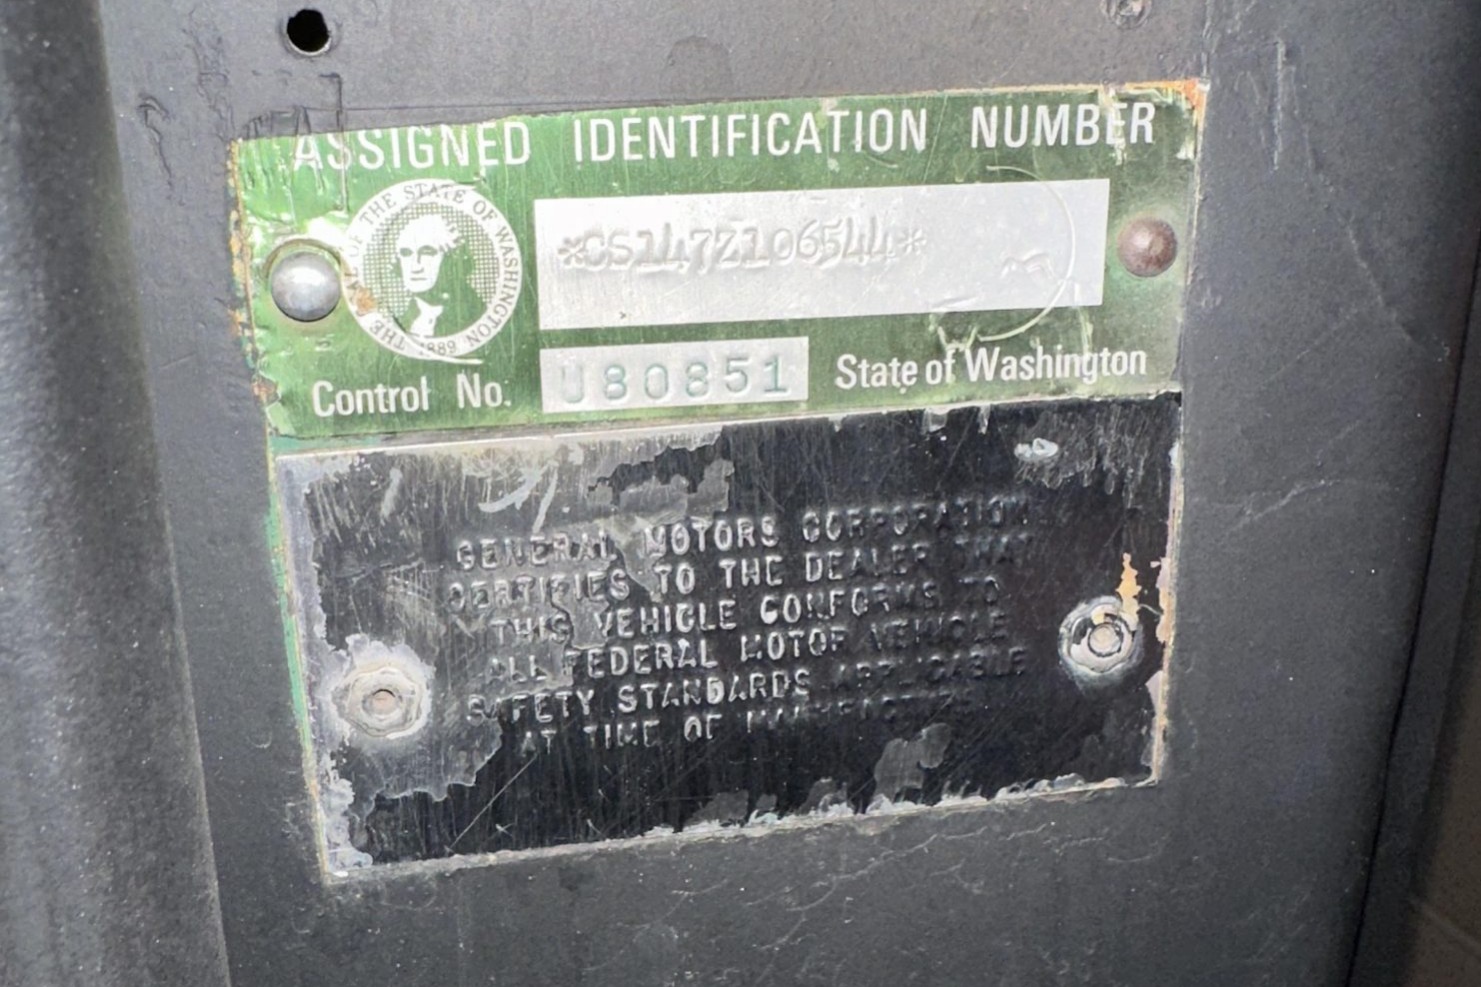 ASSIGNED IDENTIFICATION NUMBER
THE SEAL OF THE STATE OF WASHINGTON
1889
*CS147Z106544*
Control No. U80851 State of Washington
GENERAL MOTORS CORPORATION
CERTIFIES TO THE DEALER THAT
THIS VEHICLE CONFORMS TO
ALL FEDERAL MOTOR VEHICLE
SAFETY STANDARDS APPLICABLE
AT TIME OF MANUFACTURE